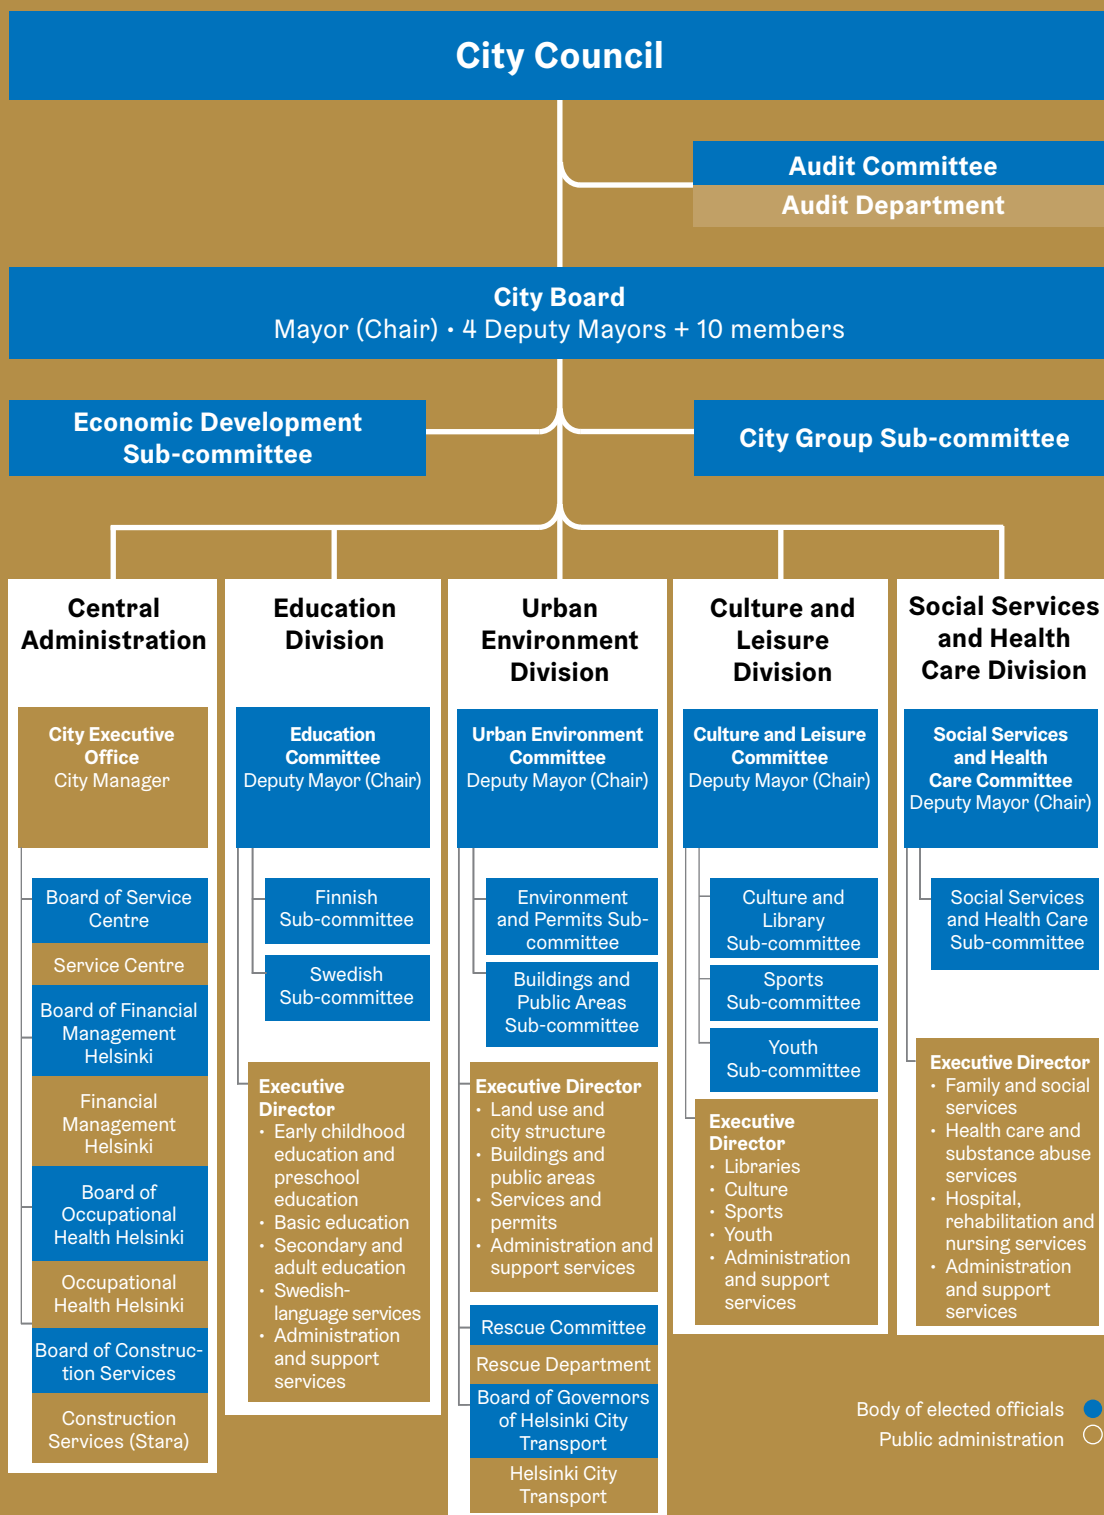 City Council
Audit Committee
Audit Department
City Board
Mayor (Chair) • 4 Deputy Mayors + 10 members
Economic Development
Sub-committee
City Group Sub-committee
Central
Administration
City Executive
Office
City Manager
Board of Service
Centre
Service Centre
Board of Financial
Management
Helsinki
Financial
Management
Helsinki
Board of
Occupational
Health Helsinki
Occupational
Health Helsinki
Board of Construc-
tion Services
Construction
Services (Stara)
Education
Division
Education
Committee
Deputy Mayor (Chair)
Finnish
Sub-committee
Swedish
Sub-committee
Executive
Director
• Early childhood
education and
preschool
education
• Basic education
• Secondary and
adult education
• Swedish-
language services
• Administration
and support
services
Urban
Environment
Division
Urban Environment
Committee
Deputy Mayor (Chair)
Environment
and Permits Sub-
committee
Buildings and
Public Areas
Sub-committee
Executive Director
• Land use and
city structure
• Buildings and
public areas
• Services and
permits
• Administration and
support services
Rescue Committee
Rescue Department
Board of Governors
of Helsinki City
Transport
Helsinki City
Transport
Culture and
Leisure
Division
Culture and Leisure
Committee
Deputy Mayor (Chair)
Culture and
Library
Sub-committee
Sports
Sub-committee
Youth
Sub-committee
Executive
Director
• Libraries
• Culture
• Sports
• Youth
• Administration
and support
services
Social Services
and Health
Care Division
Social Services
and Health
Care Committee
Deputy Mayor (Chair)
Social Services
and Health Care
Sub-committee
Executive Director
• Family and social
services
• Health care and
substance abuse
services
• Hospital,
rehabilitation and
nursing services
• Administration
and support
services
Body of elected officials
Public administration